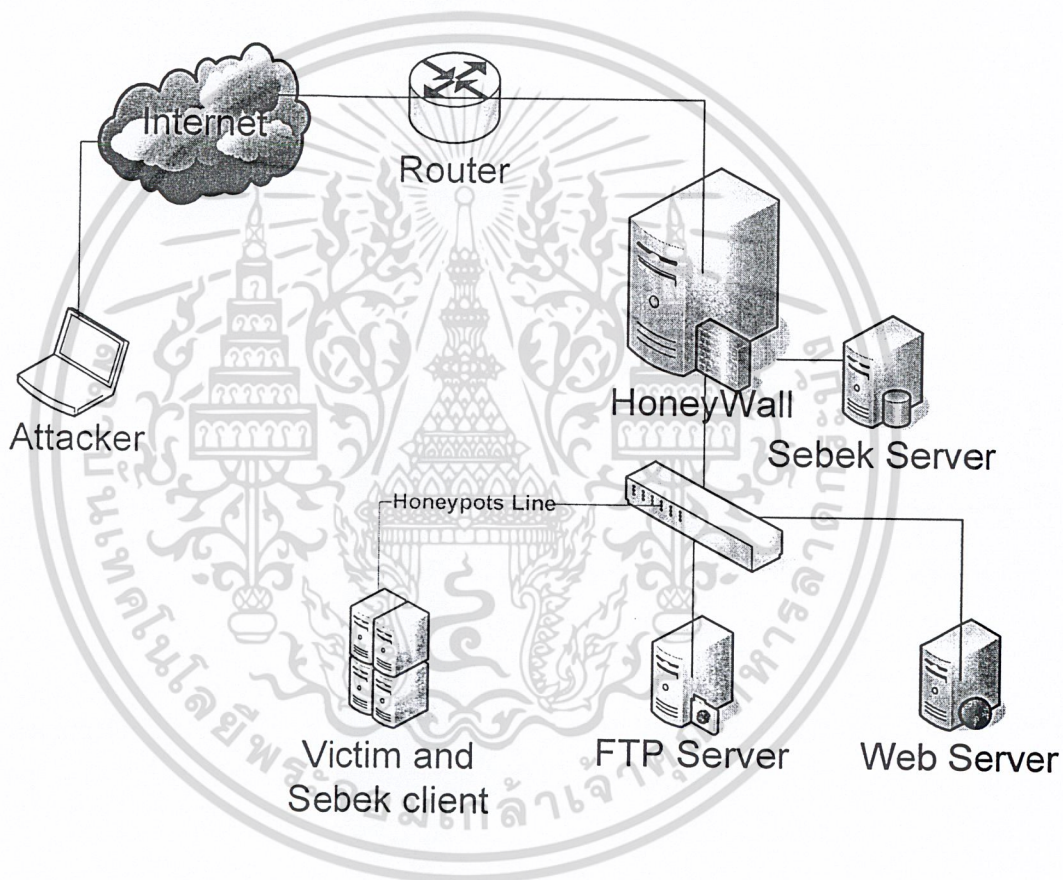 Internet
Router
Attacker
HoneyWall
Sebek Server
Honeypots Line
Victim and
Sebek client
FTP Server
Web Server